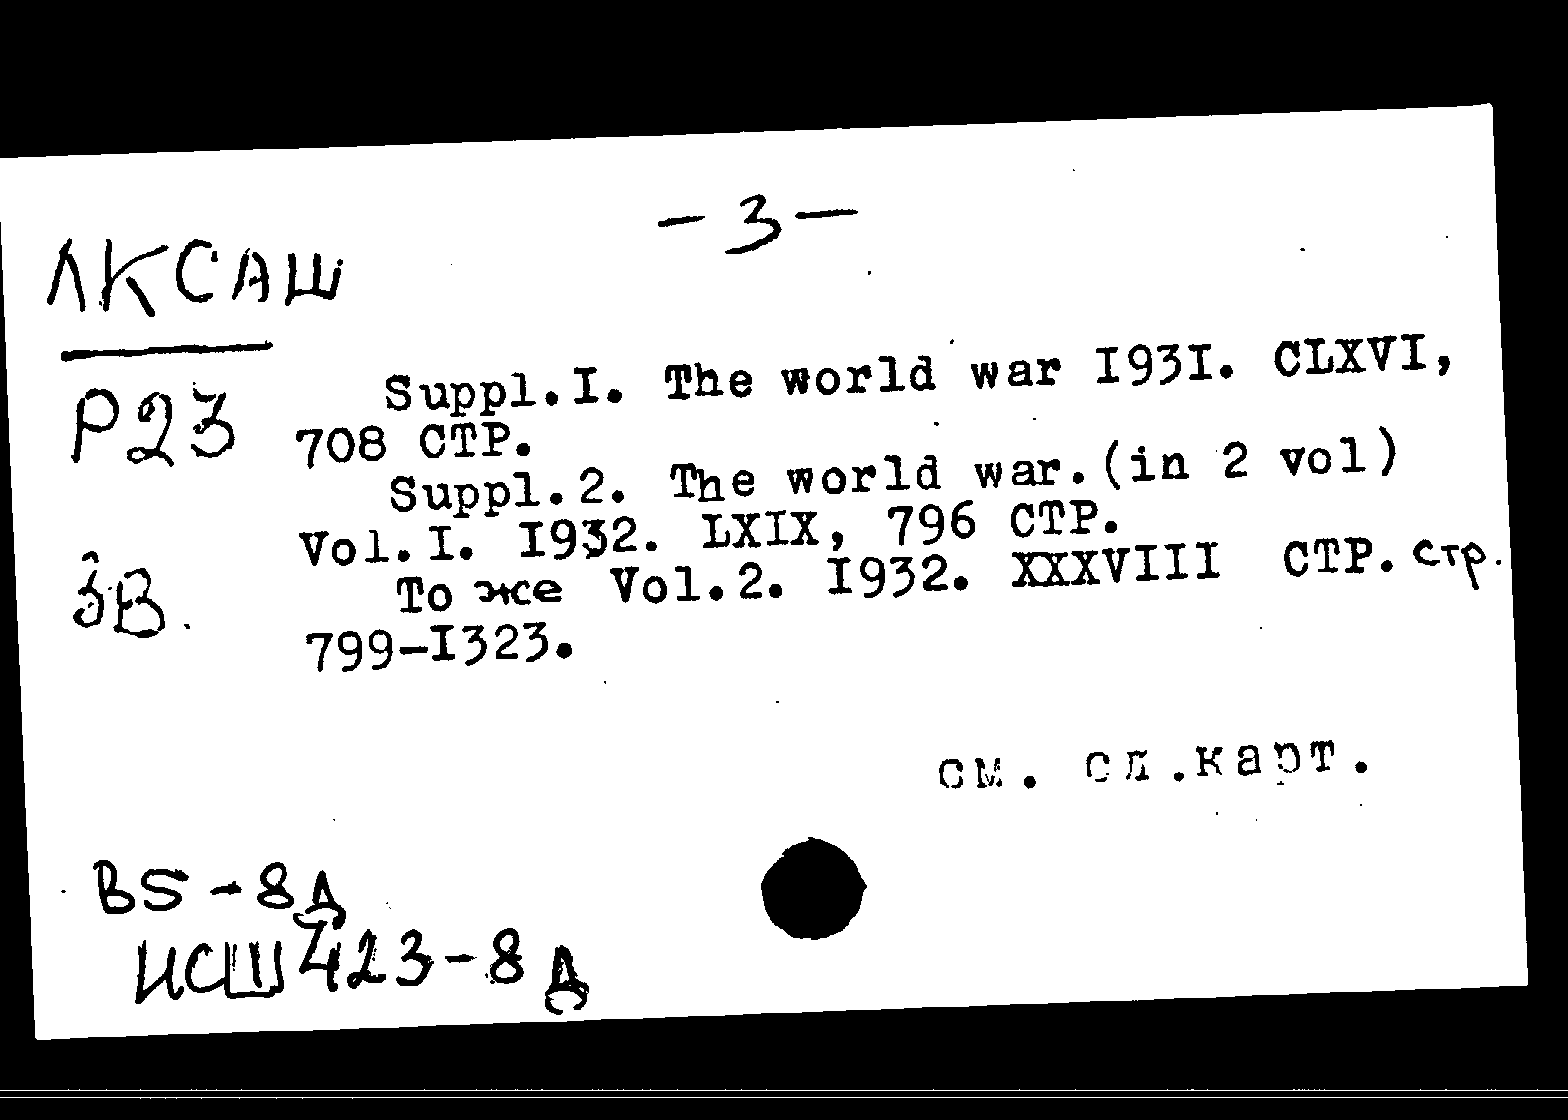 - 3 -
ЛКСАШ
Р23
3В.
Suppl.I. The world war I93I. CLXVI,
708 СТР.
Suppl.2. The world war.(in 2 vol)
Vol.I. I932. LXIX, 796 СТР.
То же Vol.2. I932. XXXVIII СТР. стр.
799-I323.
см. сл.карт.
В5-8д
ИСШ423-8д